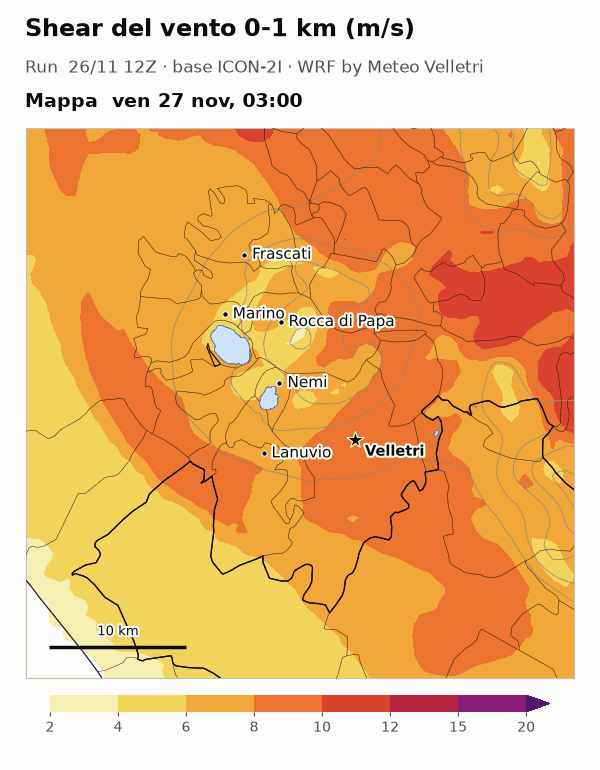 Shear del vento 0-1 km (m/s)
Run 26/11 12Z · base ICON-2I · WRF by Meteo Velletri
Mappa ven 27 nov, 03:00
Frascati
Marino
Rocca di Papa
Nemi
Velletri
Lanuvio
10 km
2 4 6 8 10 12 15 20